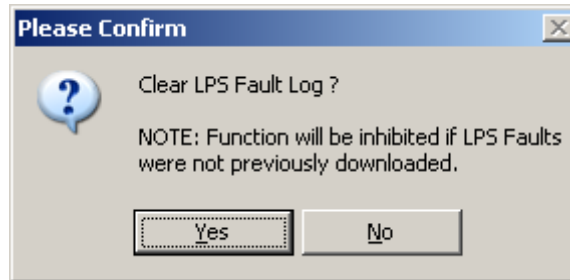 Please Confirm
Clear LPS Fault Log ?
NOTE: Function will be inhibited if LPS Faults
were not previously downloaded.
Yes
No